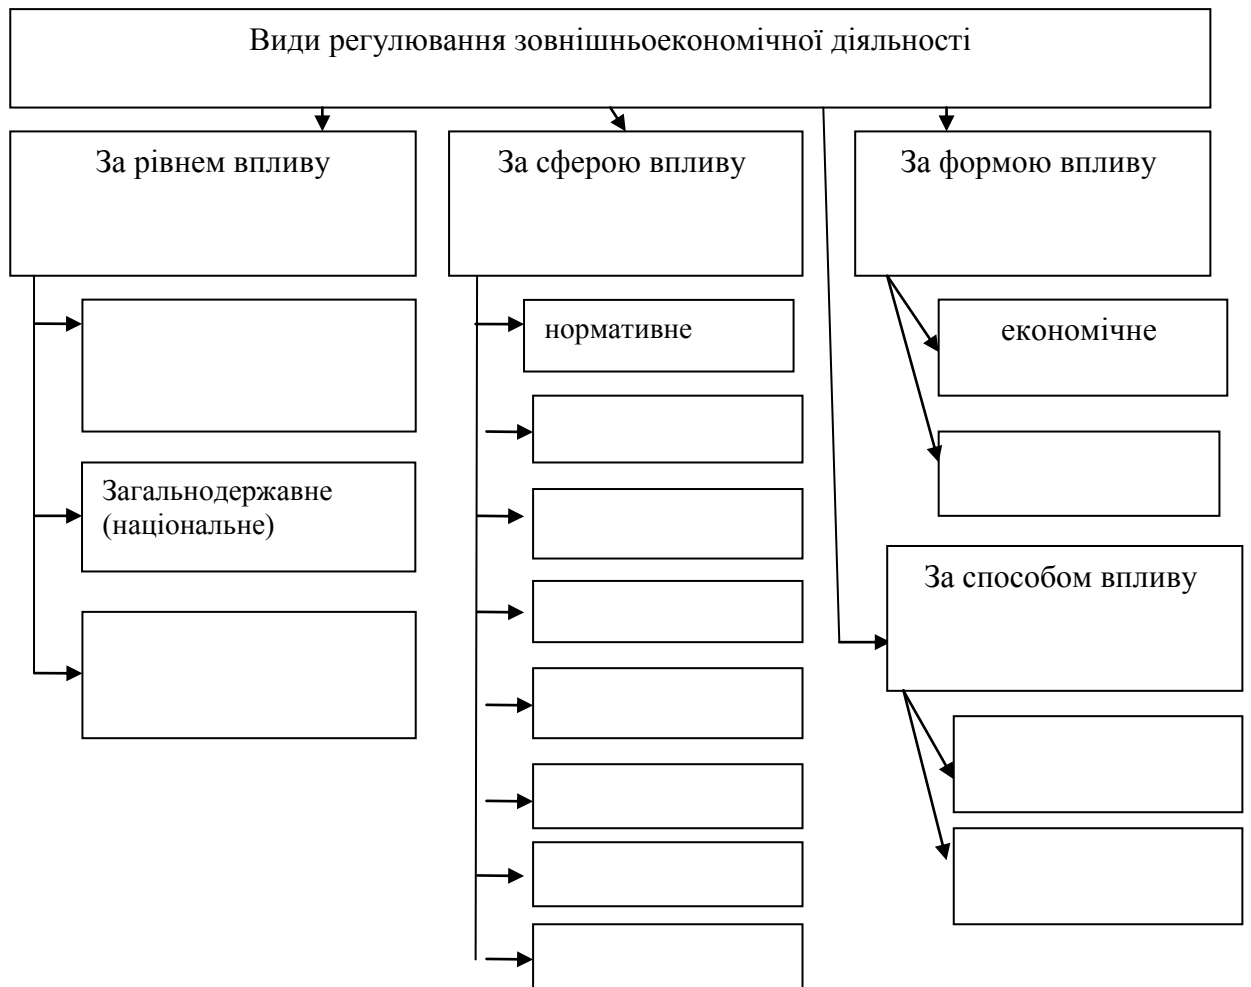 Види регулювання зовнішньоекономічної діяльності
За рівнем впливу
За сферою впливу
За формою впливу
нормативне
економічне
Загальнодержавне
(національне)
За способом впливу